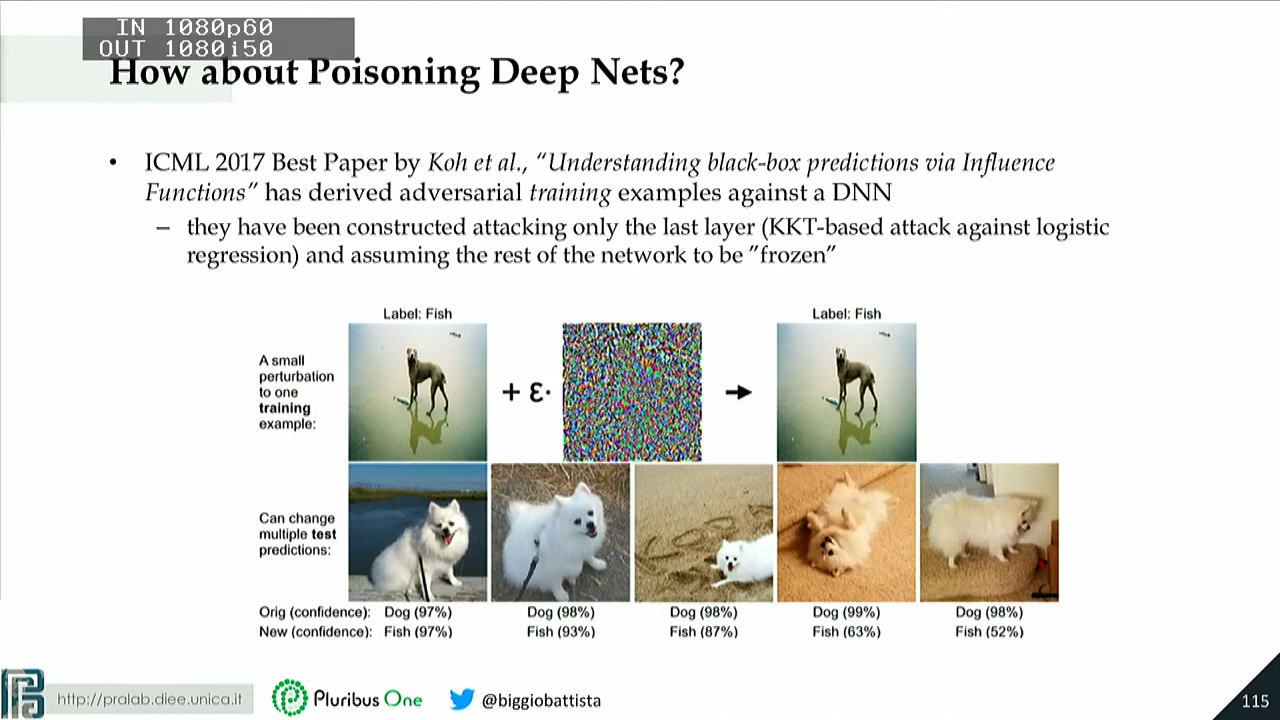 IN 1080p60
OUT 1080i50
How about Poisoning Deep Nets?
• ICML 2017 Best Paper by Koh et al., “Understanding black-box predictions via Influence
Functions” has derived adversarial training examples against a DNN
– they have been constructed attacking only the last layer (KKT-based attack against logistic
regression) and assuming the rest of the network to be ”frozen”
Label: Fish
Label: Fish
A small
perturbation
to one
training
example:
+ ε·
Can change
multiple test
predictions:
Orig (confidence): Dog (97%) Dog (98%) Dog (98%) Dog (99%) Dog (98%)
New (confidence): Fish (97%) Fish (93%) Fish (87%) Fish (63%) Fish (52%)
http://pralab.diee.unica.it
Pluribus One
@biggiobattista
115